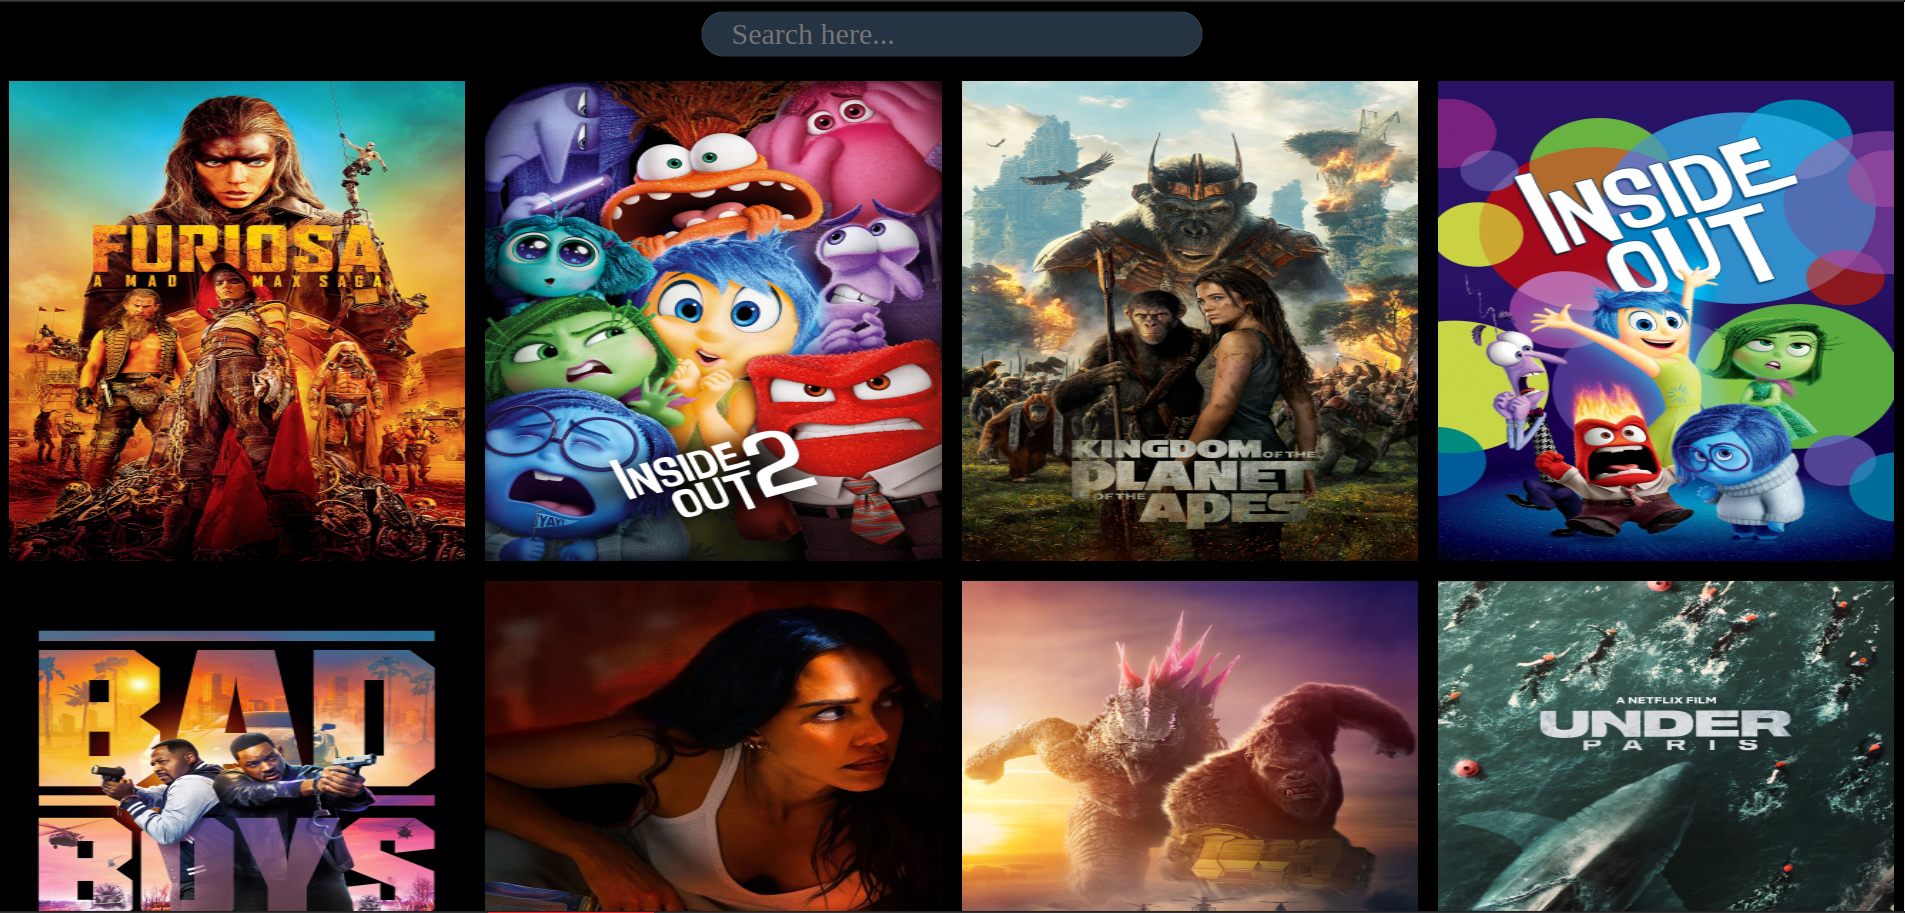 Search here...
FURIOSA
A MAD MAX SAGA
INSIDE
OUT 2
YAY!
KINGDOM OF THE
PLANET
OF THE APES
INSIDE
OUT
BAD
BOYS
A NETFLIX FILM
UNDER
PARIS